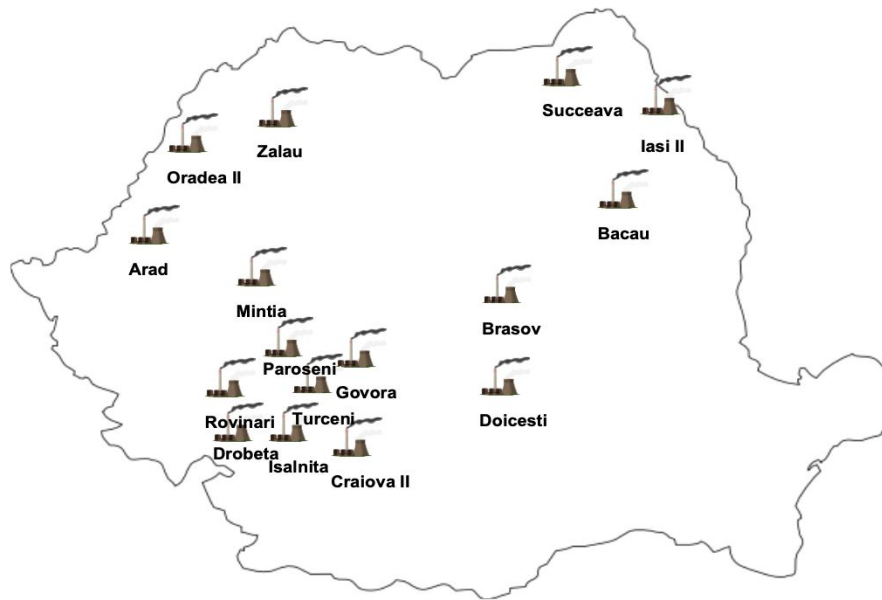 Succeava
Iasi II
Zalau
Oradea II
Bacau
Arad
Mintia
Brasov
Paroseni
Govora
Rovinari
Turceni
Doicesti
Drobeta
Isalnita
Craiova II